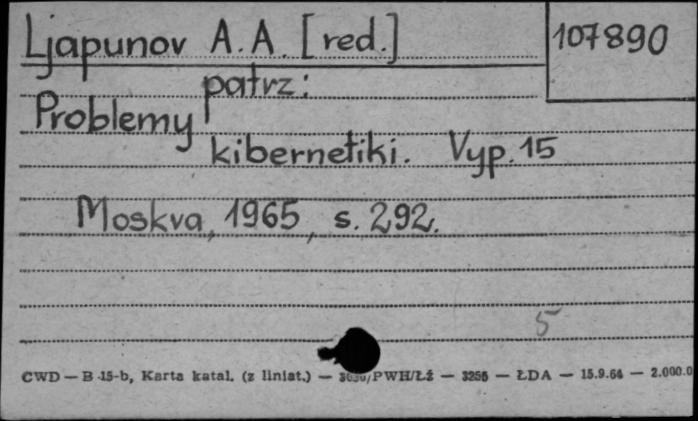 Ljapunov A.A. [red.]
107890
patrz:
Problemy
kibernetiki. Vyp. 15
Moskva, 1965, s. 292.
5
CWD — B-15-b, Karta katal. (z liniat.) — /PWH/Łź — 3256 — ŁDA — 15.9.64 — 2.000.0